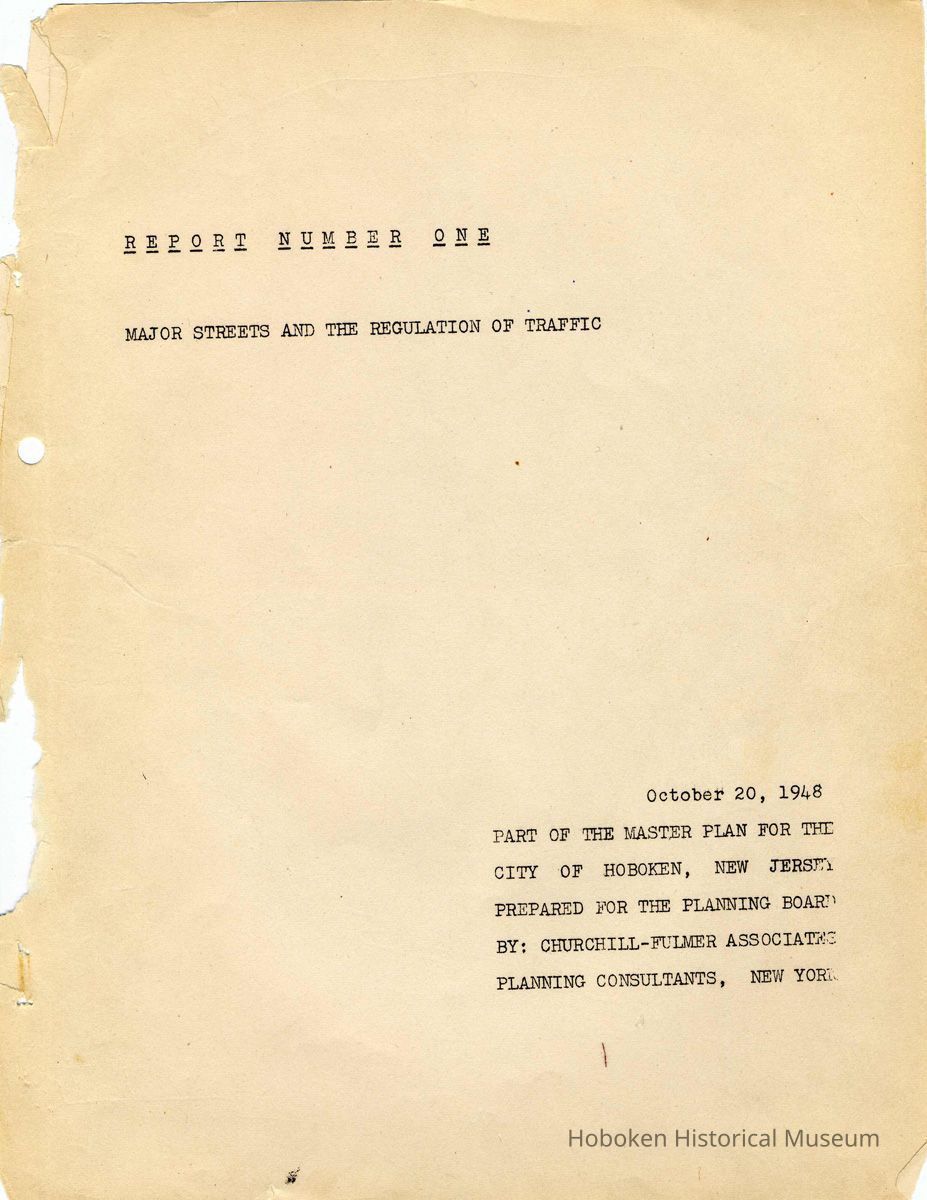 REPORT NUMBER ONE
MAJOR STREETS AND THE REGULATION OF TRAFFIC
October 20, 1948
PART OF THE MASTER PLAN FOR THE
CITY OF HOBOKEN, NEW JERSEY
PREPARED FOR THE PLANNING BOARD
BY: CHURCHILL-FULMER ASSOCIATES
PLANNING CONSULTANTS, NEW YORK
Hoboken Historical Museum